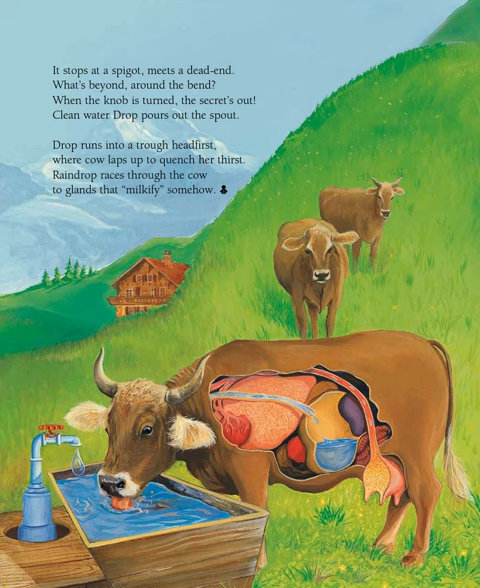 It stops at a spigot, meets a dead-end.
What’s beyond, around the bend?
When the knob is turned, the secret’s out!
Clean water Drop pours out the spout.
Drop runs into a trough headfirst,
where cow laps up to quench her thirst.
Raindrop races through the cow
to glands that “milkify” somehow.